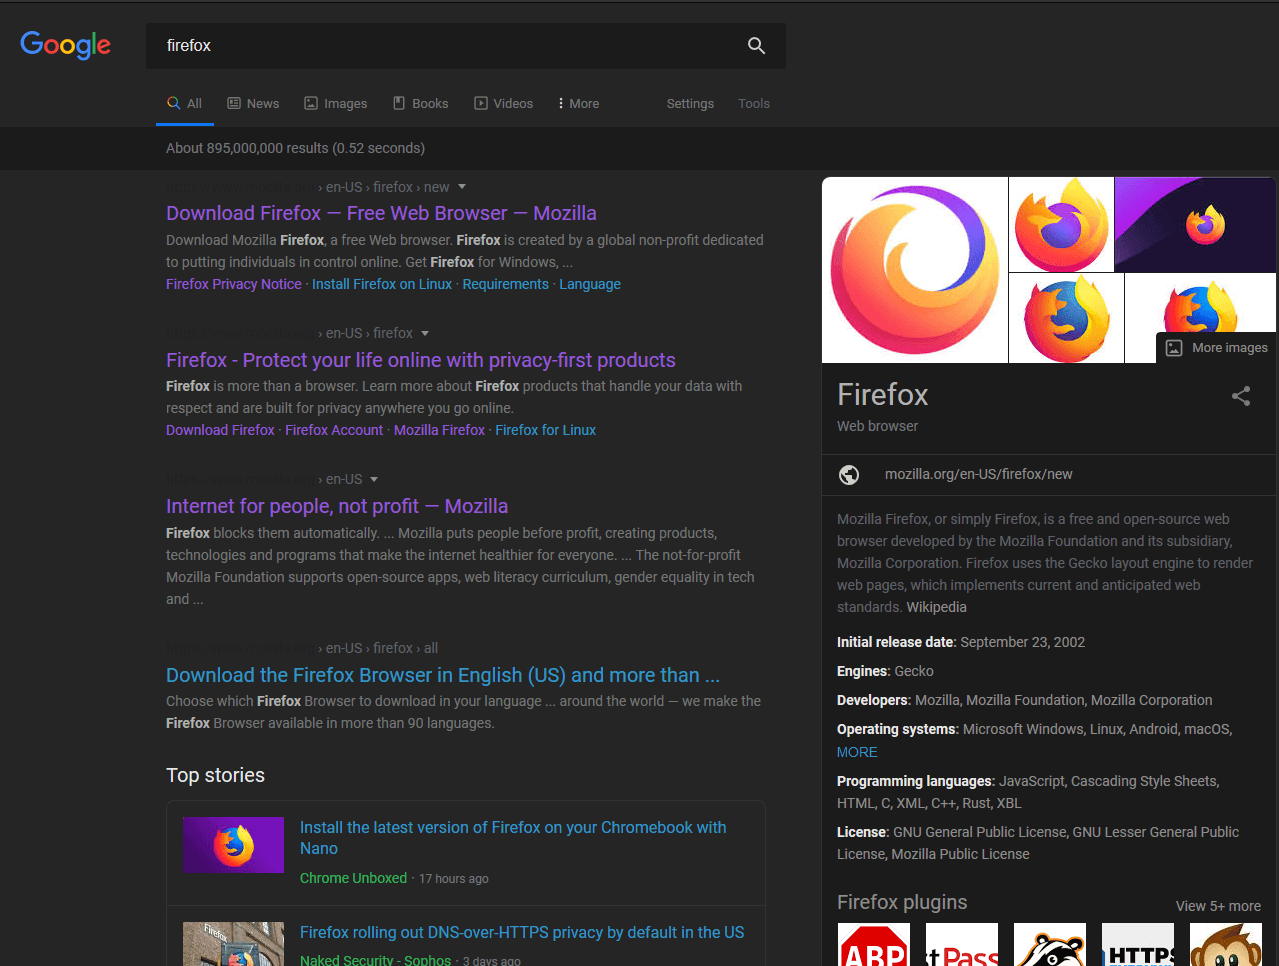 Google
firefox
All News Images Books Videos More Settings Tools
About 895,000,000 results (0.52 seconds)
› en-US › firefox › new
Download Firefox — Free Web Browser — Mozilla
Download Mozilla Firefox, a free Web browser. Firefox is created by a global non-profit dedicated
to putting individuals in control online. Get Firefox for Windows, ...
Firefox Privacy Notice · Install Firefox on Linux · Requirements · Language
› en-US › firefox
Firefox - Protect your life online with privacy-first products
Firefox is more than a browser. Learn more about Firefox products that handle your data with
respect and are built for privacy anywhere you go online.
Download Firefox · Firefox Account · Mozilla Firefox · Firefox for Linux
› en-US
Internet for people, not profit — Mozilla
Firefox blocks them automatically. ... Mozilla puts people before profit, creating products,
technologies and programs that make the internet healthier for everyone. ... The not-for-profit
Mozilla Foundation supports open-source apps, web literacy curriculum, gender equality in tech
and ...
› en-US › firefox › all
Download the Firefox Browser in English (US) and more than ...
Choose which Firefox Browser to download in your language ... around the world — we make the
Firefox Browser available in more than 90 languages.
Top stories
Install the latest version of Firefox on your Chromebook with
Nano
Chrome Unboxed · 17 hours ago
Firefox
Firefox rolling out DNS-over-HTTPS privacy by default in the US
Naked Security - Sophos · 3 days ago
More images
Firefox
Web browser
mozilla.org/en-US/firefox/new
Mozilla Firefox, or simply Firefox, is a free and open-source web
browser developed by the Mozilla Foundation and its subsidiary,
Mozilla Corporation. Firefox uses the Gecko layout engine to render
web pages, which implements current and anticipated web
standards. Wikipedia
Initial release date: September 23, 2002
Engines: Gecko
Developers: Mozilla, Mozilla Foundation, Mozilla Corporation
Operating systems: Microsoft Windows, Linux, Android, macOS,
MORE
Programming languages: JavaScript, Cascading Style Sheets,
HTML, C, XML, C++, Rust, XBL
License: GNU General Public License, GNU Lesser General Public
License, Mozilla Public License
Firefox plugins View 5+ more
ABP tPass HTTPS